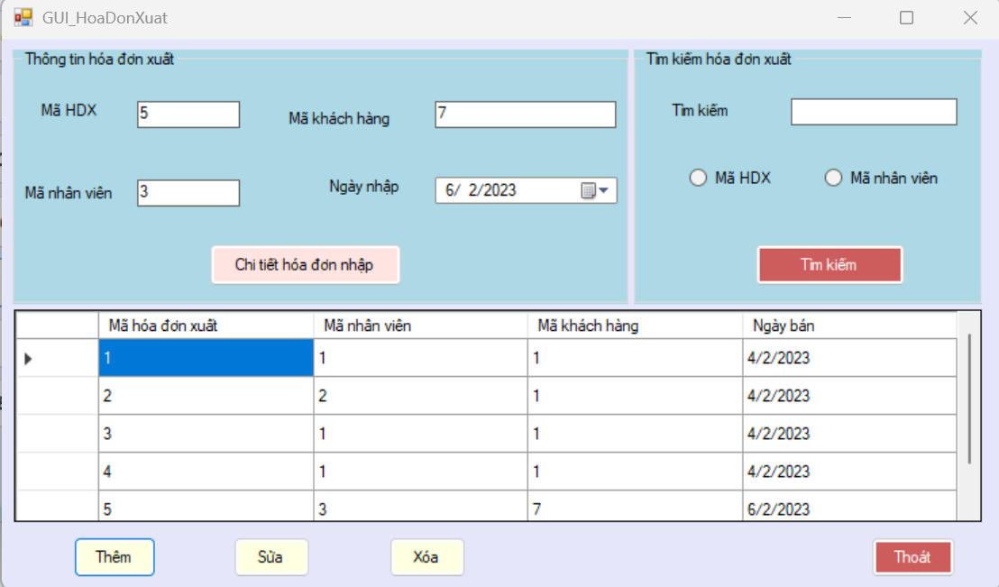 GUI_HoaDonXuat
Thông tin hóa đơn xuất
Mã HDX 5
Mã khách hàng 7
Mã nhân viên 3
Ngày nhập 6/ 2/2023
Chi tiết hóa đơn nhập
Tìm kiếm hóa đơn xuất
Tìm kiếm
Mã HDX Mã nhân viên
Tìm kiếm
Mã hóa đơn xuất Mã nhân viên Mã khách hàng Ngày bán
1 1 1 4/2/2023
2 2 1 4/2/2023
3 1 1 4/2/2023
4 1 1 4/2/2023
5 3 7 6/2/2023
Thêm Sửa Xóa Thoát